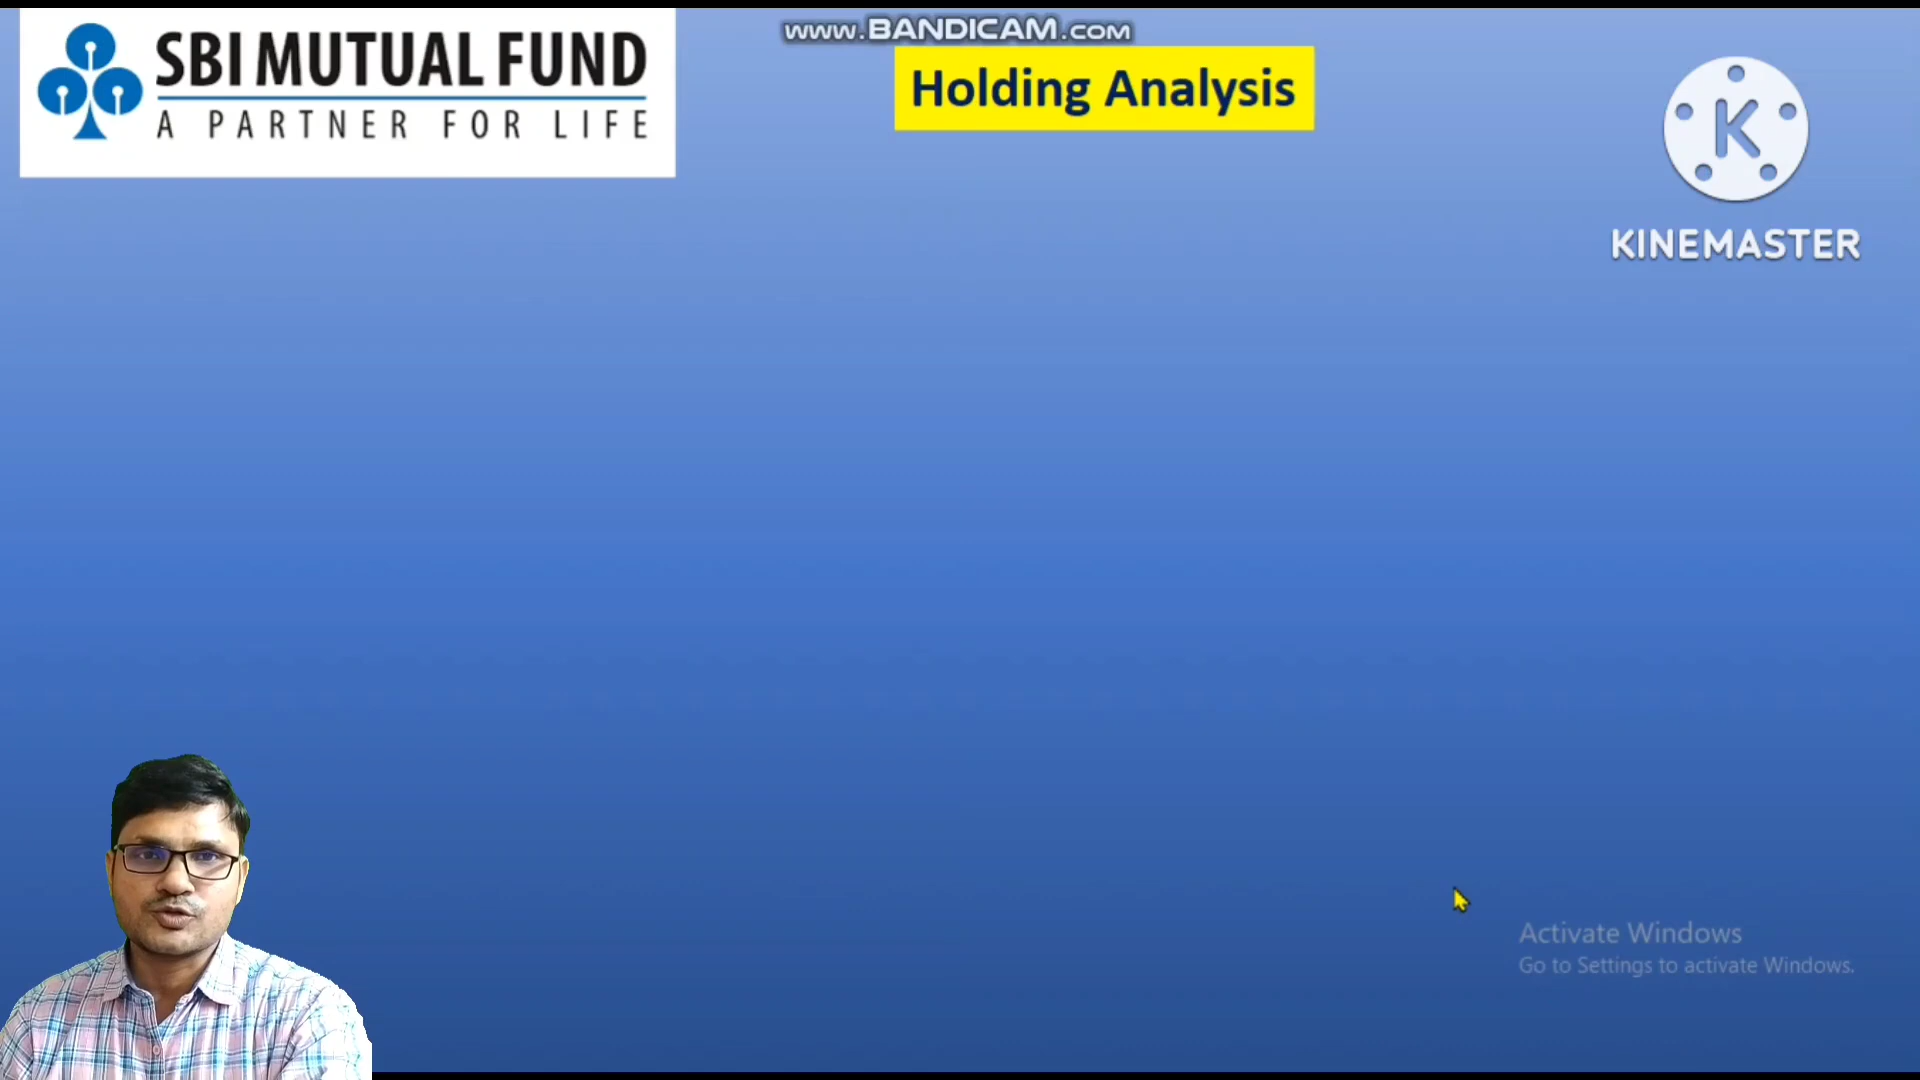 www.BANDICAM.com
SBI MUTUAL FUND
A PARTNER FOR LIFE
Holding Analysis
K
KINEMASTER
Activate Windows
Go to Settings to activate Windows.